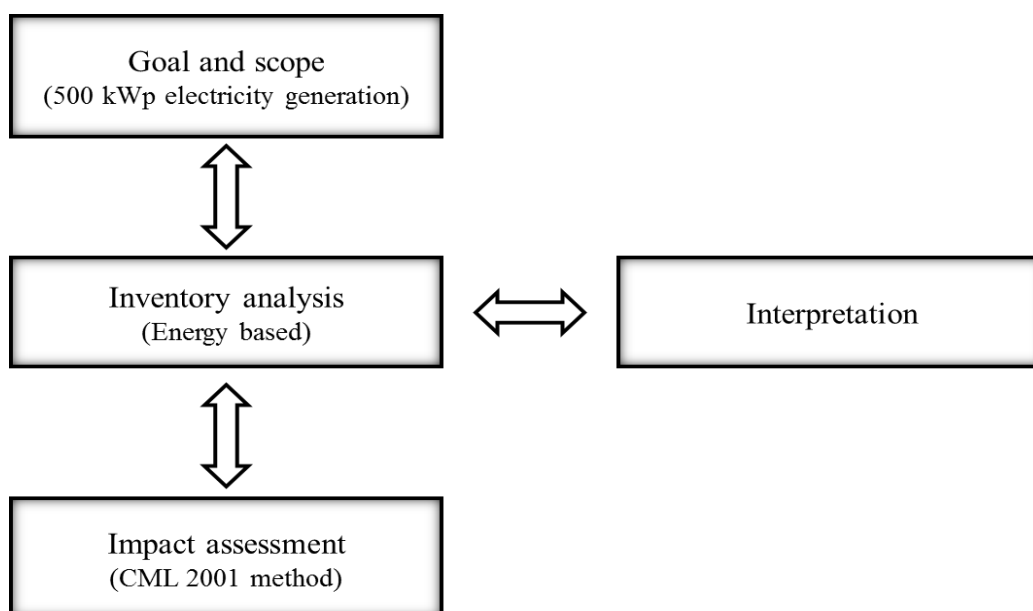 Goal and scope
(500 kWp electricity generation)
Inventory analysis
(Energy based)
Interpretation
Impact assessment
(CML 2001 method)